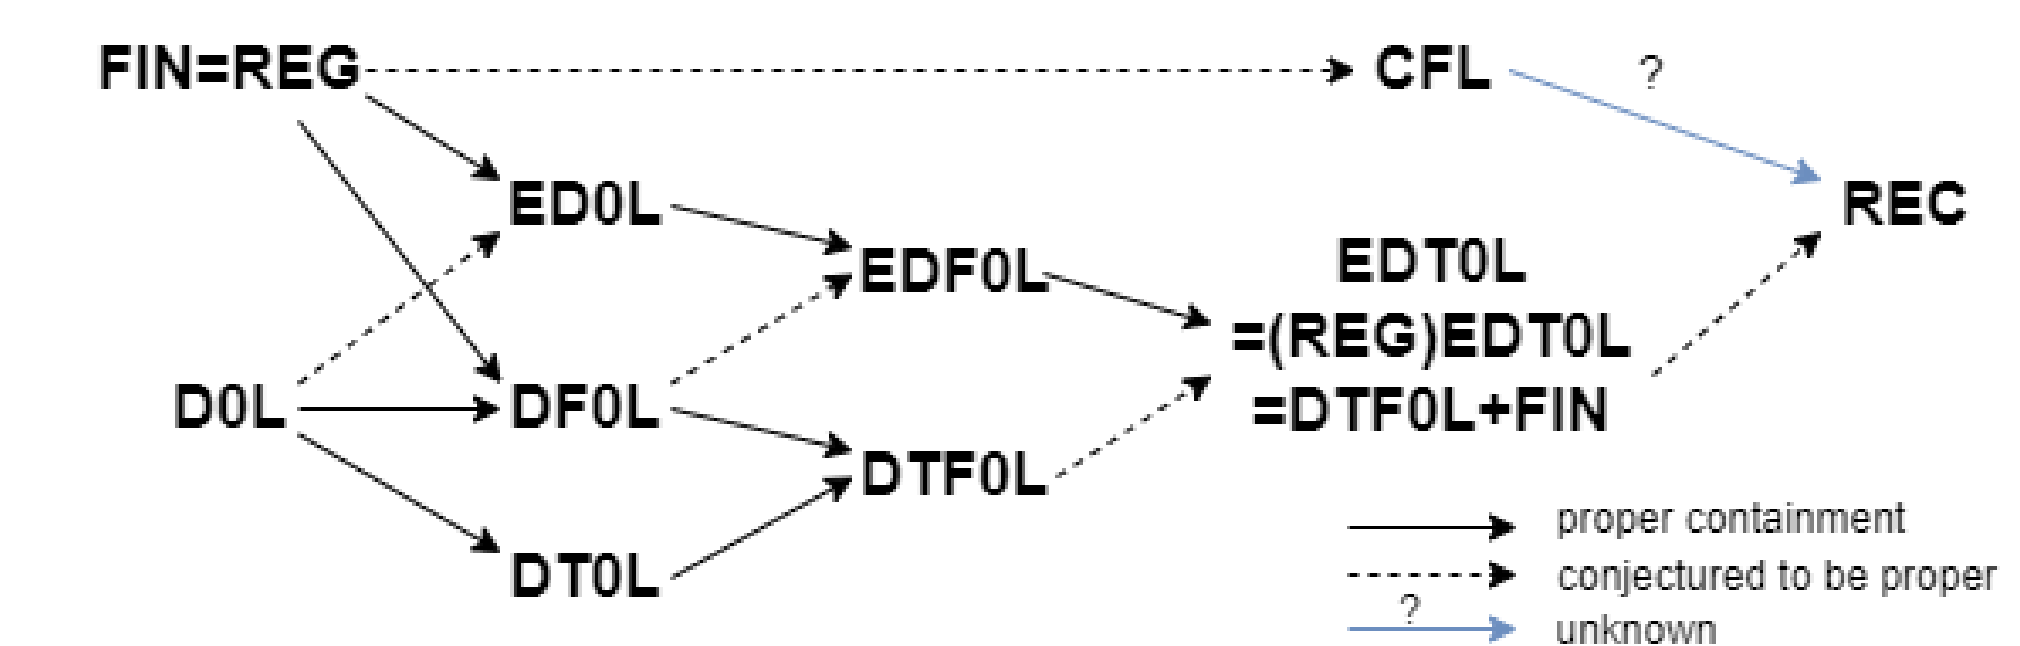 FIN=REG
CFL
?
ED0L
REC
EDF0L
EDT0L
=(REG)EDT0L
=DTF0L+FIN
D0L
DF0L
DTF0L
DT0L
proper containment
conjectured to be proper
?
unknown